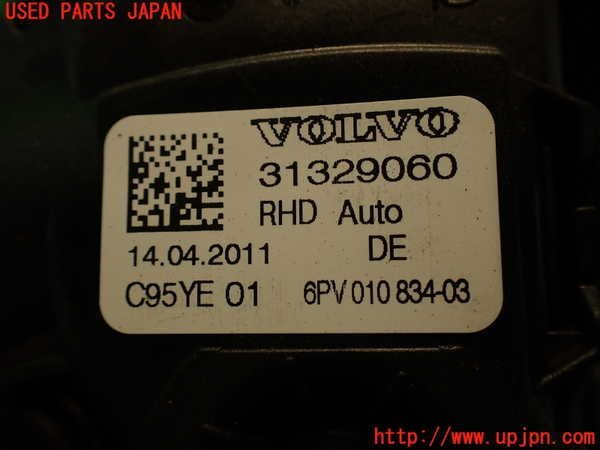 USED PARTS JAPAN
VOLVO
31329060
RHD Auto
14.04.2011 DE
C95YE 01 6PV 010 834-03
http://www.upjpn.com/